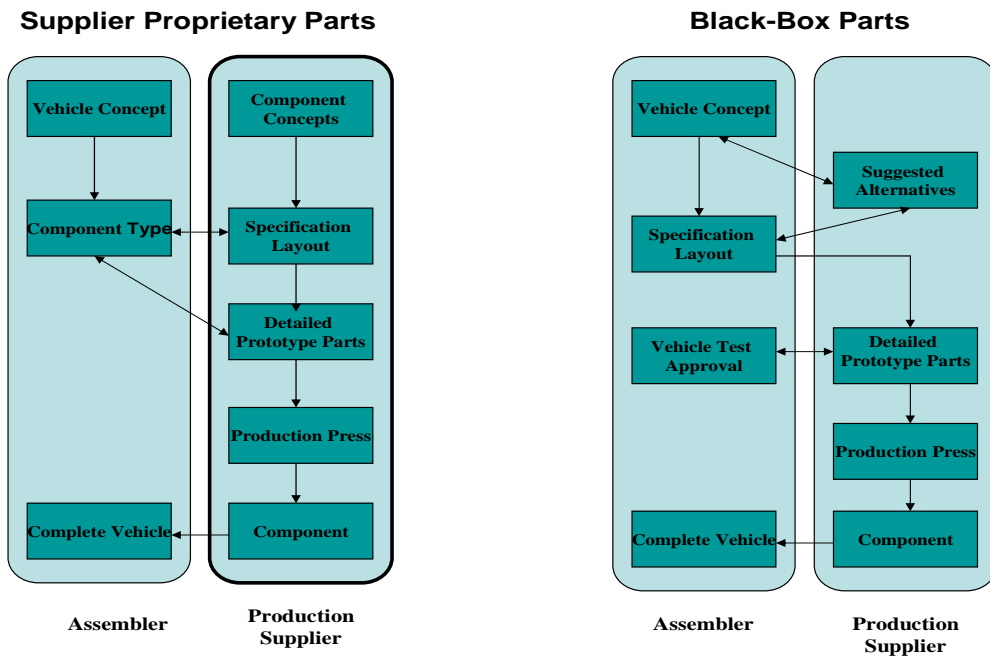 Supplier Proprietary Parts
Vehicle Concept
Component
Concepts
Component Type
Specification
Layout
Detailed
Prototype Parts
Production Press
Complete Vehicle
Component
Assembler
Production
Supplier
Black-Box Parts
Vehicle Concept
Suggested
Alternatives
Specification
Layout
Vehicle Test
Approval
Detailed
Prototype Parts
Production Press
Complete Vehicle
Component
Assembler
Production
Supplier